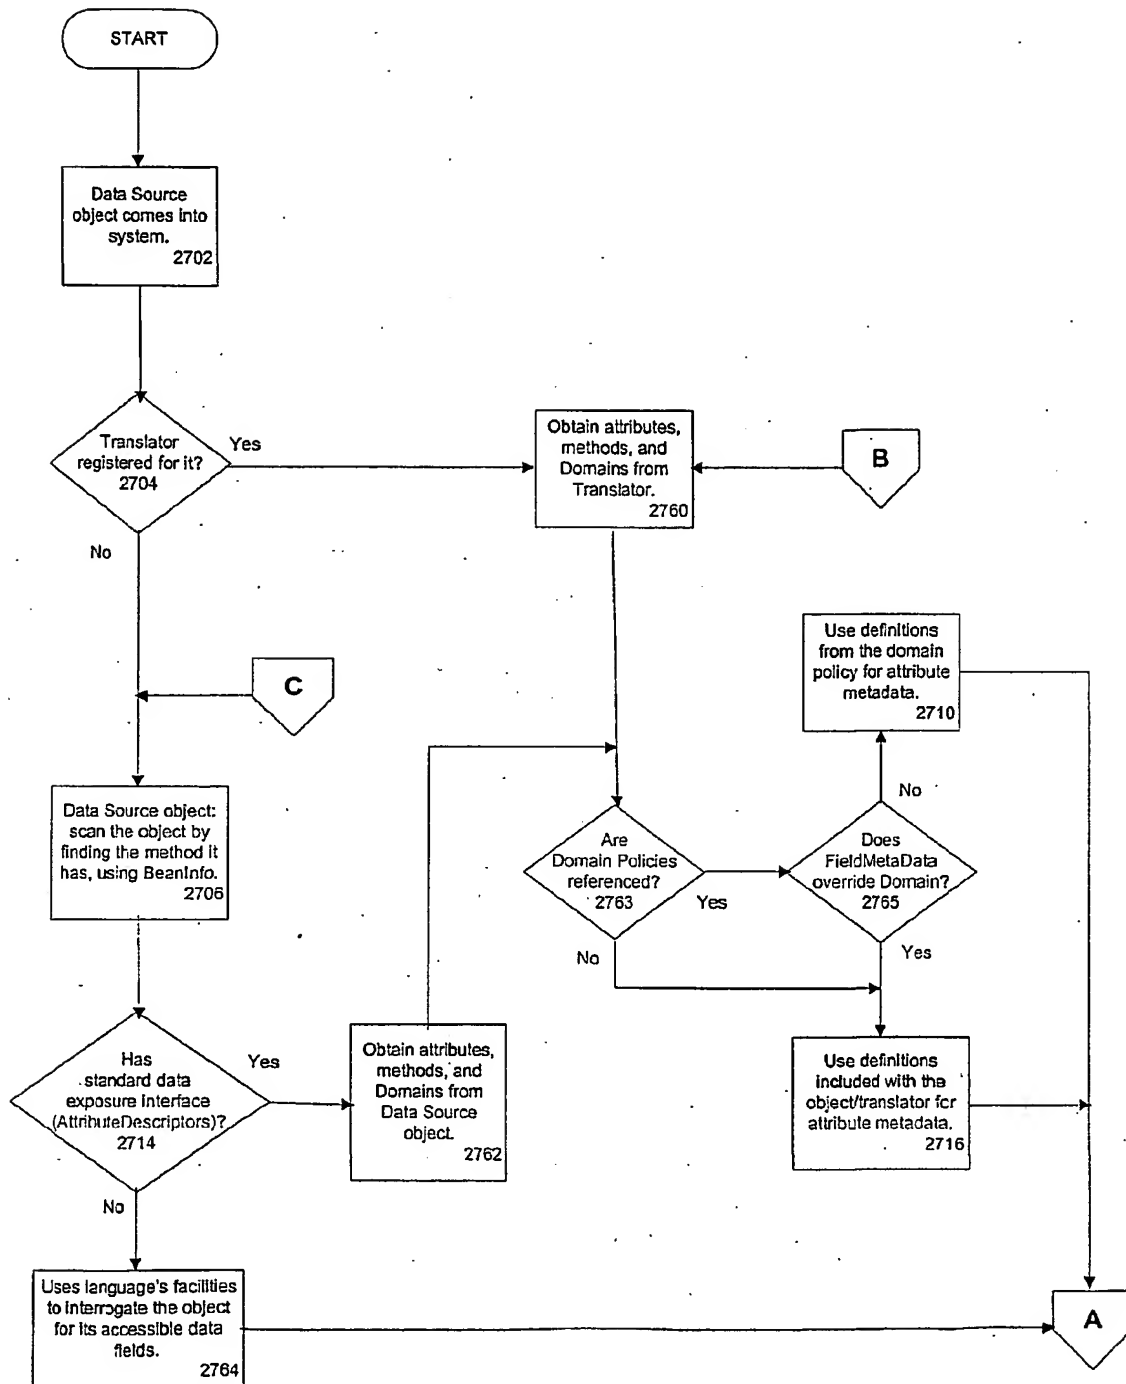 START
Data Source
object comes into
system.
2702
Translator
registered for it?
2704
Yes
No
Obtain attributes,
methods, and
Domains from
Translator.
2760
B
C
Use definitions
from the domain
policy for attribute
metadata.
2710
No
Data Source object:
scan the object by
finding the method it
has, using BeanInfo.
2706
Are
Domain Policies
referenced?
2763
Yes
No
Does
FieldMetaData
override Domain?
2765
Yes
Has
standard data
exposure interface
(AttributeDescriptors)?
2714
Yes
No
Obtain attributes,
methods, and
Domains from
Data Source
object.
2762
Use definitions
included with the
object/translator for
attribute metadata.
2716
Uses language's facilities
to interrogate the object
for its accessible data
fields.
2764
A